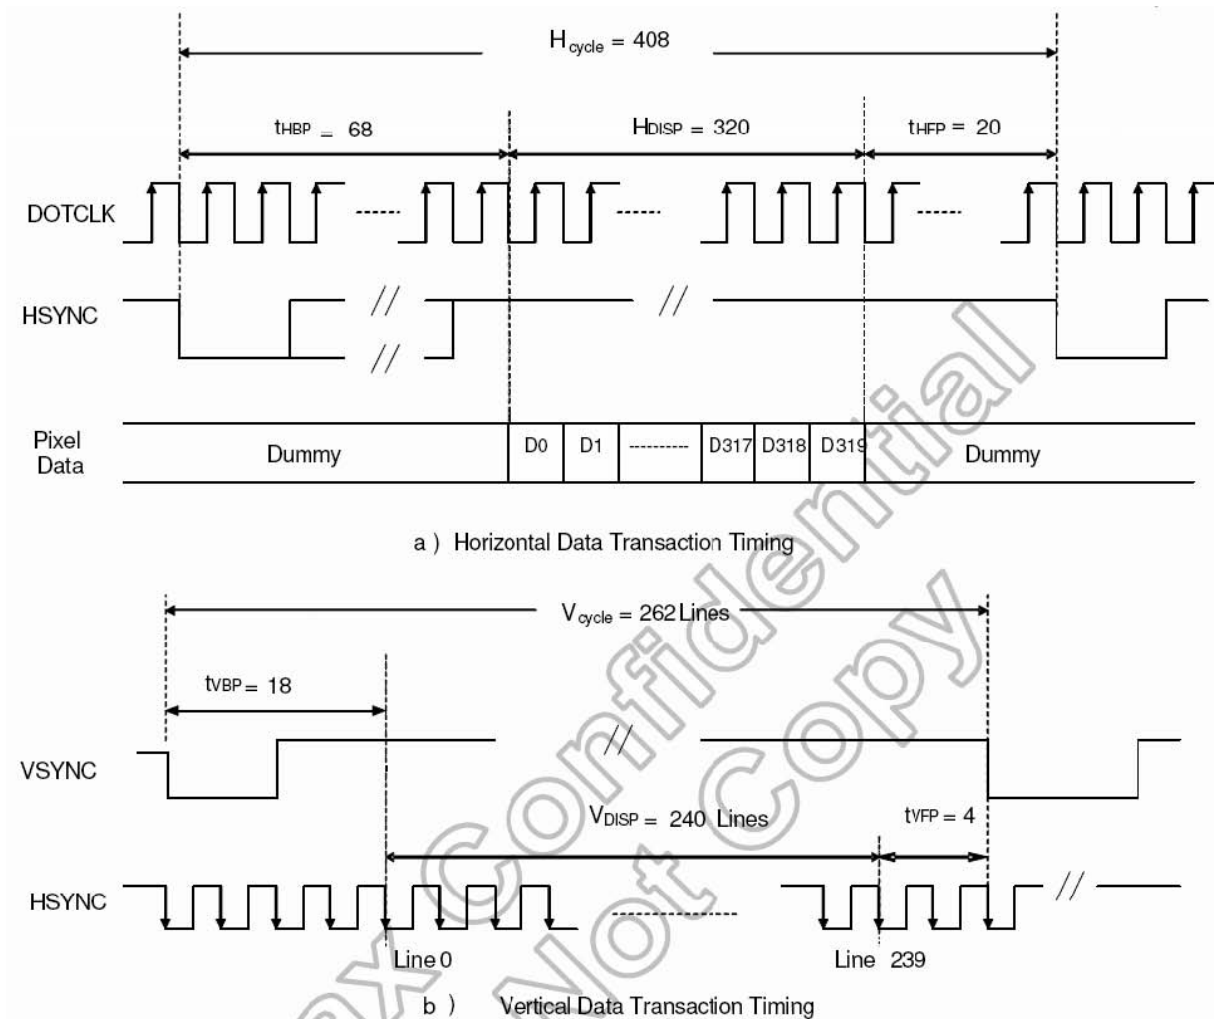 Hcycle = 408
tHBP = 68
HDISP = 320
tHFP = 20
DOTCLK
HSYNC
Pixel Data
Dummy
D0
D1
D317
D318
D319
Dummy
a ) Horizontal Data Transaction Timing
Vcycle = 262 Lines
tVBP = 18
VSYNC
VDISP = 240 Lines
tVFP = 4
HSYNC
Line 0
Line 239
b ) Vertical Data Transaction Timing
Confidential
Not Copy